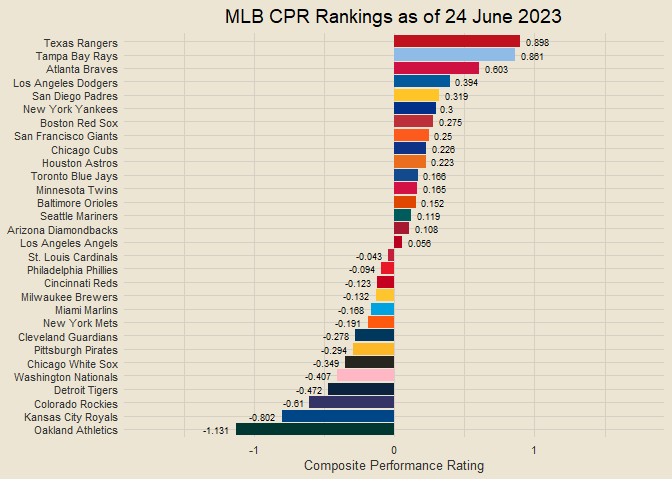 MLB CPR Rankings as of 24 June 2023
Texas Rangers 0.898
Tampa Bay Rays 0.861
Atlanta Braves 0.603
Los Angeles Dodgers 0.394
San Diego Padres 0.319
New York Yankees 0.3
Boston Red Sox 0.275
San Francisco Giants 0.25
Chicago Cubs 0.226
Houston Astros 0.223
Toronto Blue Jays 0.166
Minnesota Twins 0.165
Baltimore Orioles 0.152
Seattle Mariners 0.119
Arizona Diamondbacks 0.108
Los Angeles Angels 0.056
St. Louis Cardinals -0.043
Philadelphia Phillies -0.094
Cincinnati Reds -0.123
Milwaukee Brewers -0.132
Miami Marlins -0.168
New York Mets -0.191
Cleveland Guardians -0.278
Pittsburgh Pirates -0.294
Chicago White Sox -0.349
Washington Nationals -0.407
Detroit Tigers -0.472
Colorado Rockies -0.61
Kansas City Royals -0.802
Oakland Athletics -1.131
-1 0 1
Composite Performance Rating